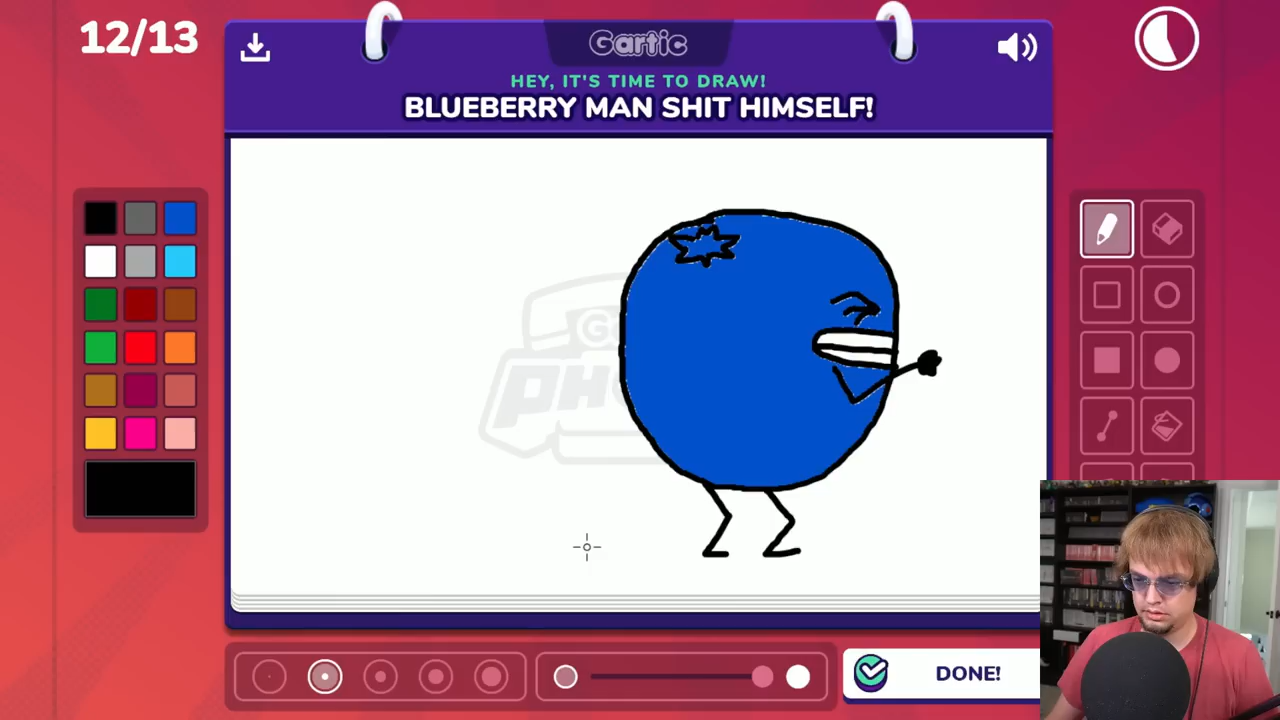 12/13
Gartic
HEY, IT'S TIME TO DRAW!
BLUEBERRY MAN SHIT HIMSELF!
DONE!